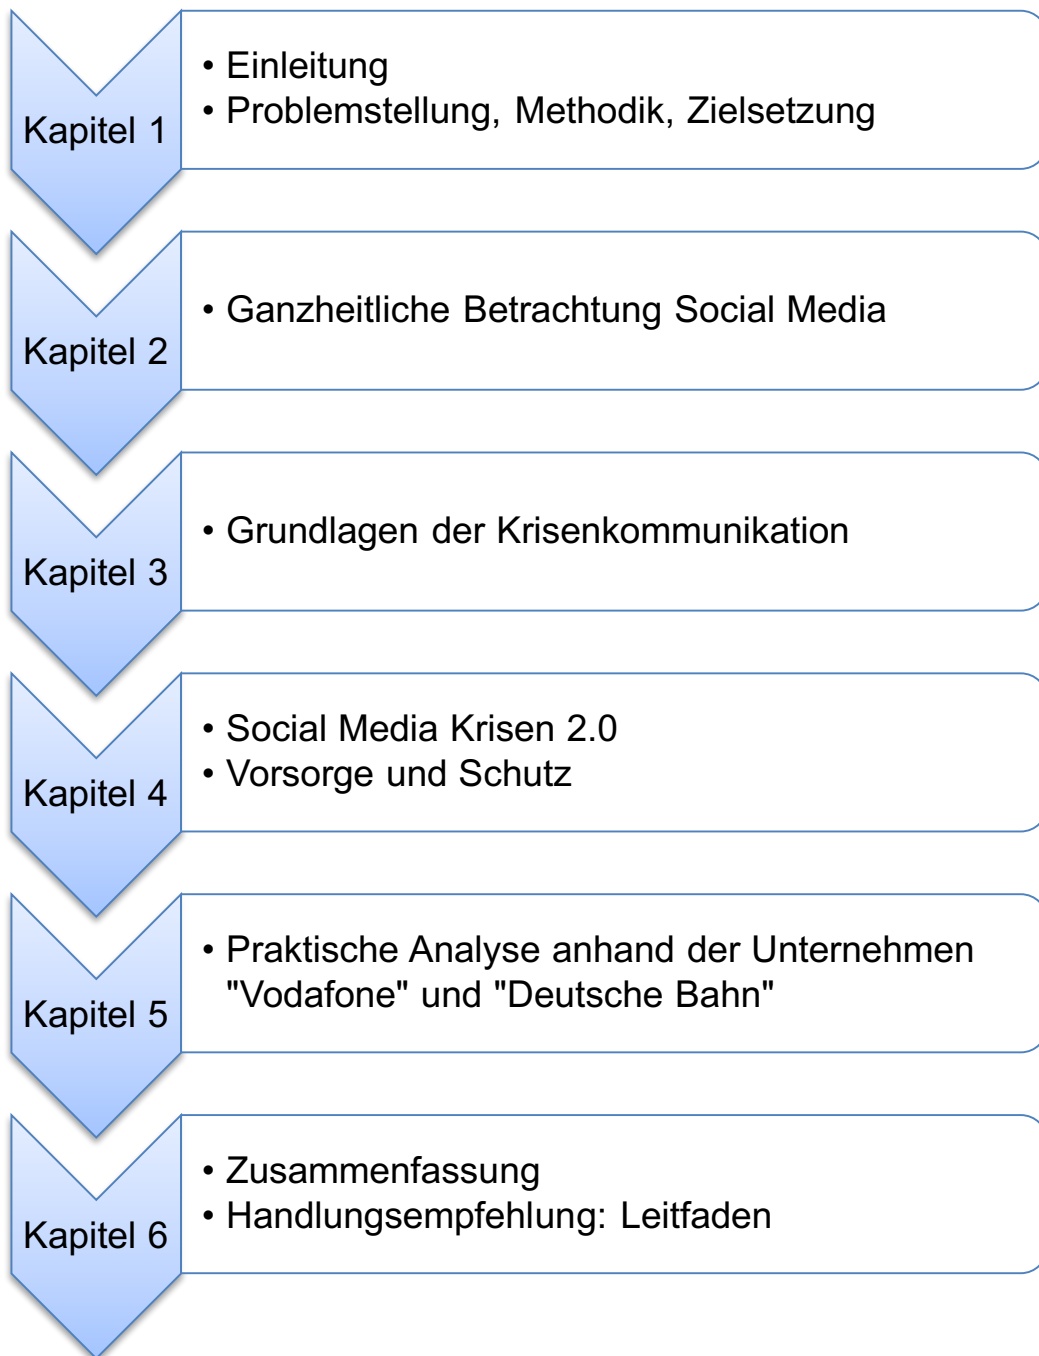 Kapitel 1
• Einleitung
• Problemstellung, Methodik, Zielsetzung
Kapitel 2
• Ganzheitliche Betrachtung Social Media
Kapitel 3
• Grundlagen der Krisenkommunikation
Kapitel 4
• Social Media Krisen 2.0
• Vorsorge und Schutz
Kapitel 5
• Praktische Analyse anhand der Unternehmen
"Vodafone" und "Deutsche Bahn"
Kapitel 6
• Zusammenfassung
• Handlungsempfehlung: Leitfaden